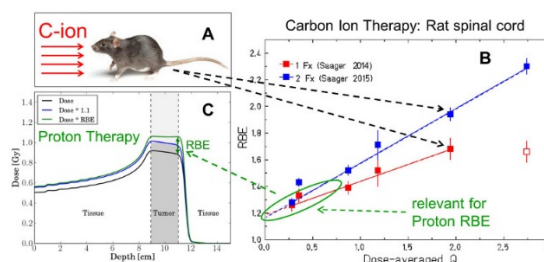 Carbon Ion Therapy: Rat spinal cord
C-ion
A
B
1 Fx (Saager 2014)
2 Fx (Saager 2015)
RBE
2.4
2.2
2.0
1.8
1.6
1.4
1.2
1.0
0.0
0.5
1.0
1.5
2.0
2.5
relevant for
Proton RBE
C
Dose
Dose * 1.1
Dose * RBE
Proton Therapy
RBE
Dose [Gy]
1.0
0.8
0.6
0.4
0.2
0.0
Tissue
Tumor
Tissue
0
2
4
6
8
10
12
14
Depth [cm]
Dose-averaged